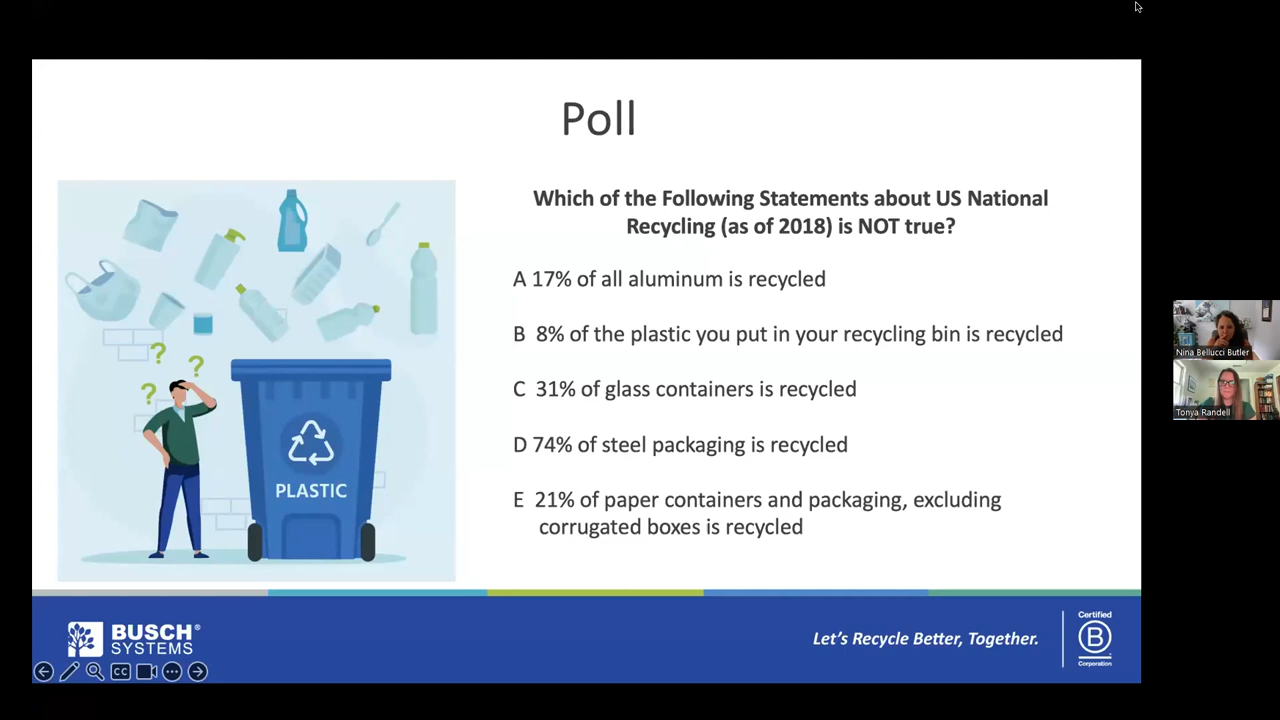 Poll
Which of the Following Statements about US National
Recycling (as of 2018) is NOT true?
A 17% of all aluminum is recycled
B 8% of the plastic you put in your recycling bin is recycled
C 31% of glass containers is recycled
D 74% of steel packaging is recycled
E 21% of paper containers and packaging, excluding
corrugated boxes is recycled
? ? ?
PLASTIC
Nina Bellucci Butler
Tonya Randell
BUSCH®
SYSTEMS
Let's Recycle Better, Together.
Certified
B
Corporation
CC